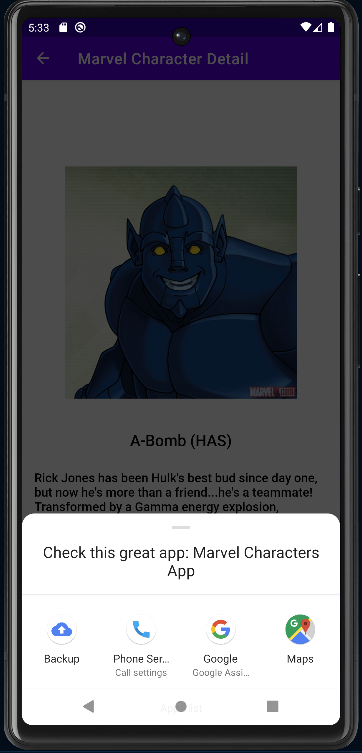 5:33
Marvel Character Detail
MARVEL
A-Bomb (HAS)
Rick Jones has been Hulk's best bud since day one,
but now he's more than a friend...he's a teammate!
Transformed by a Gamma energy explosion,
Check this great app: Marvel Characters
App
Backup
Phone Ser...
Google
Maps
Call settings
Google Assi...